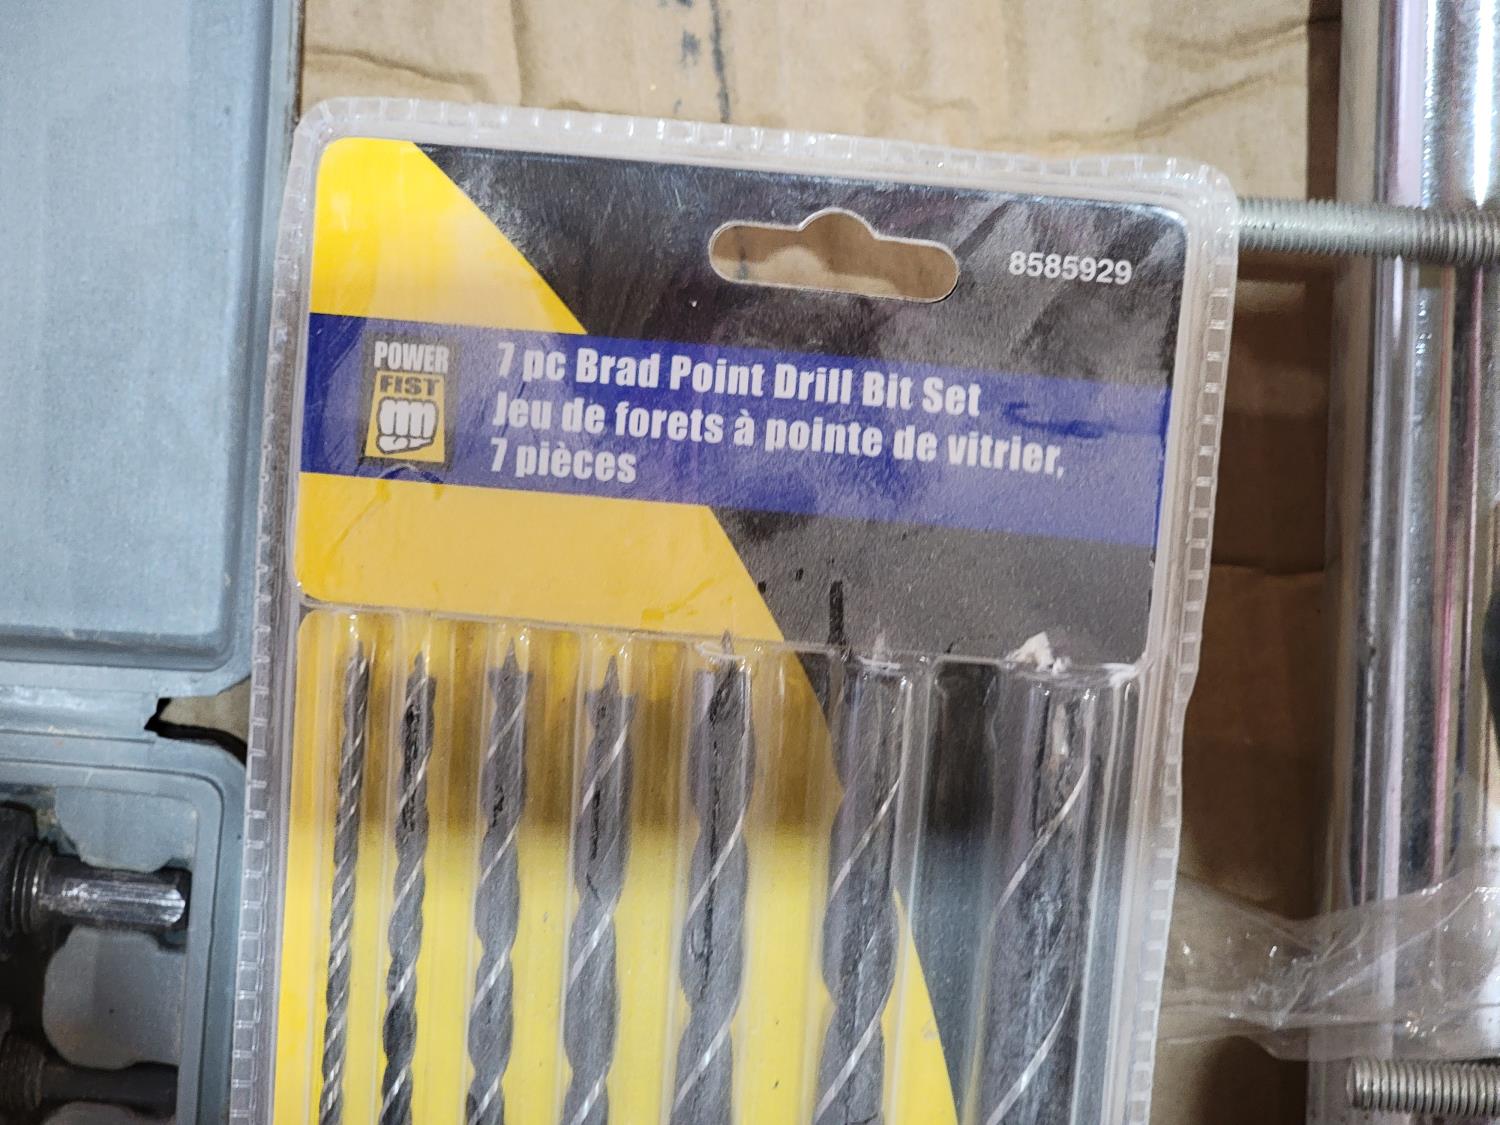 8585929
POWER
FIST
7 pc Brad Point Drill Bit Set
Jeu de forets à pointe de vitrier,
7 pièces